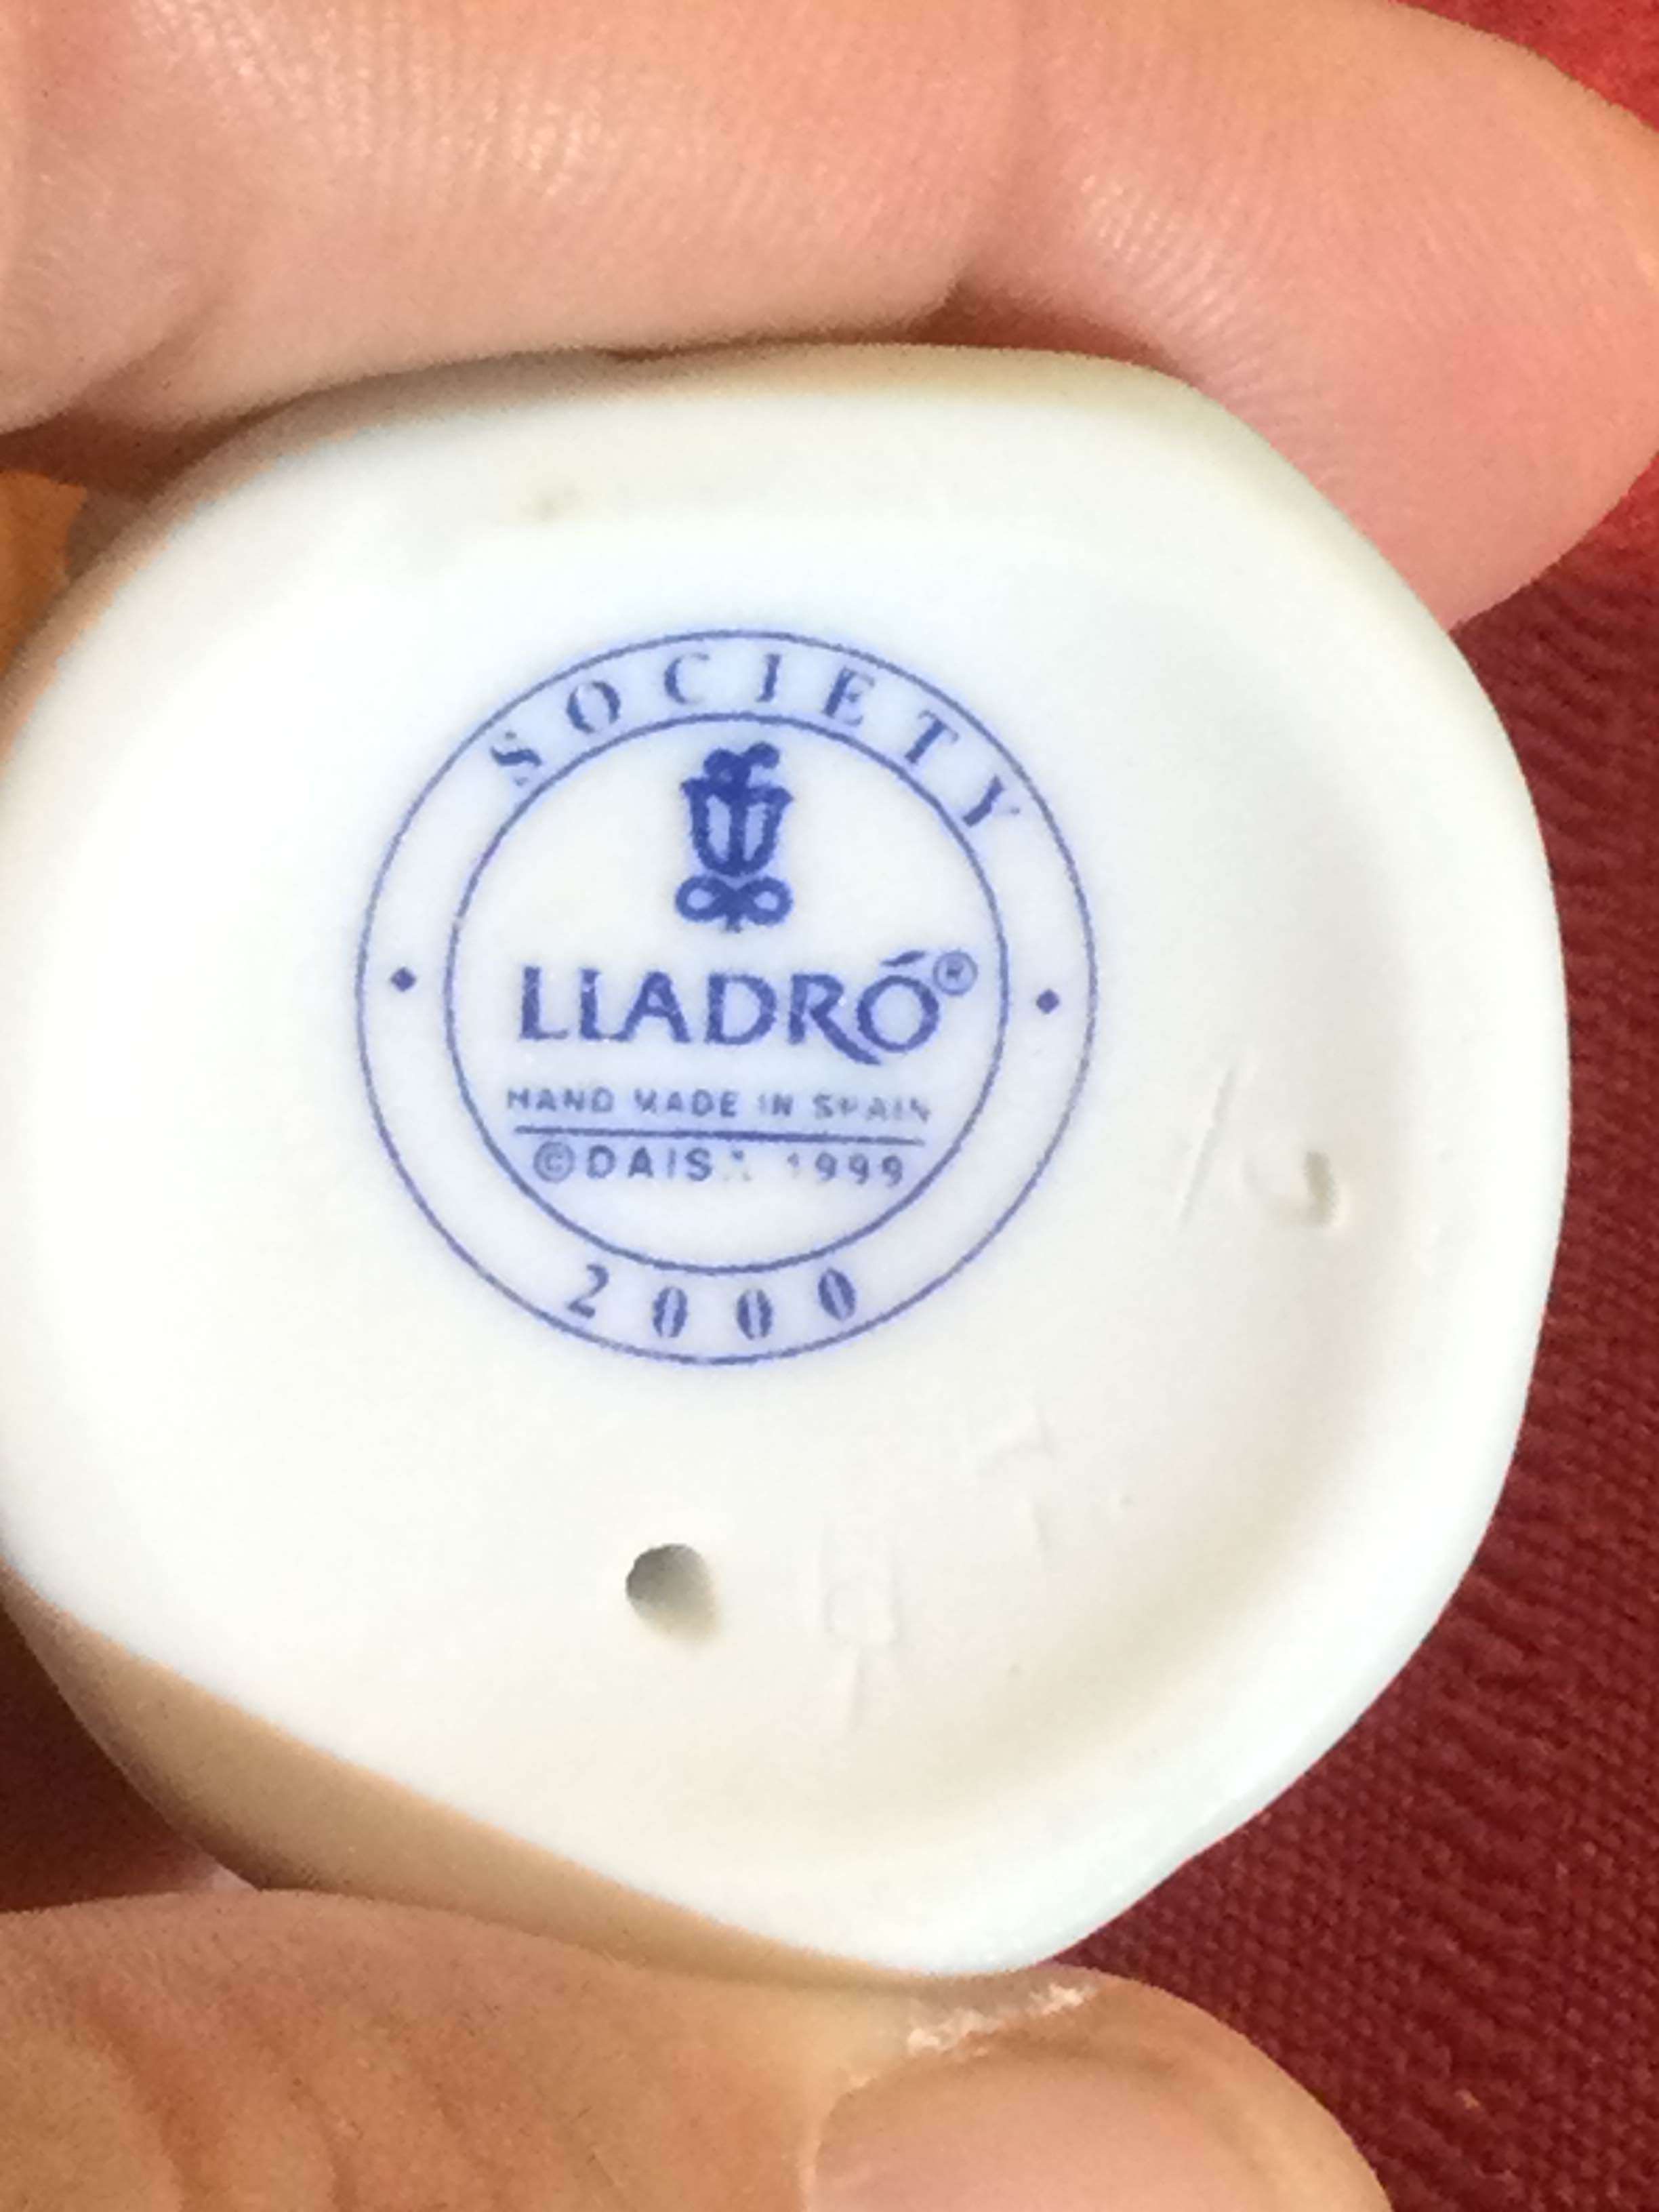 SOCIETY
LLADRÓ®
HAND MADE IN SPAIN
©DAISA 1999
2000